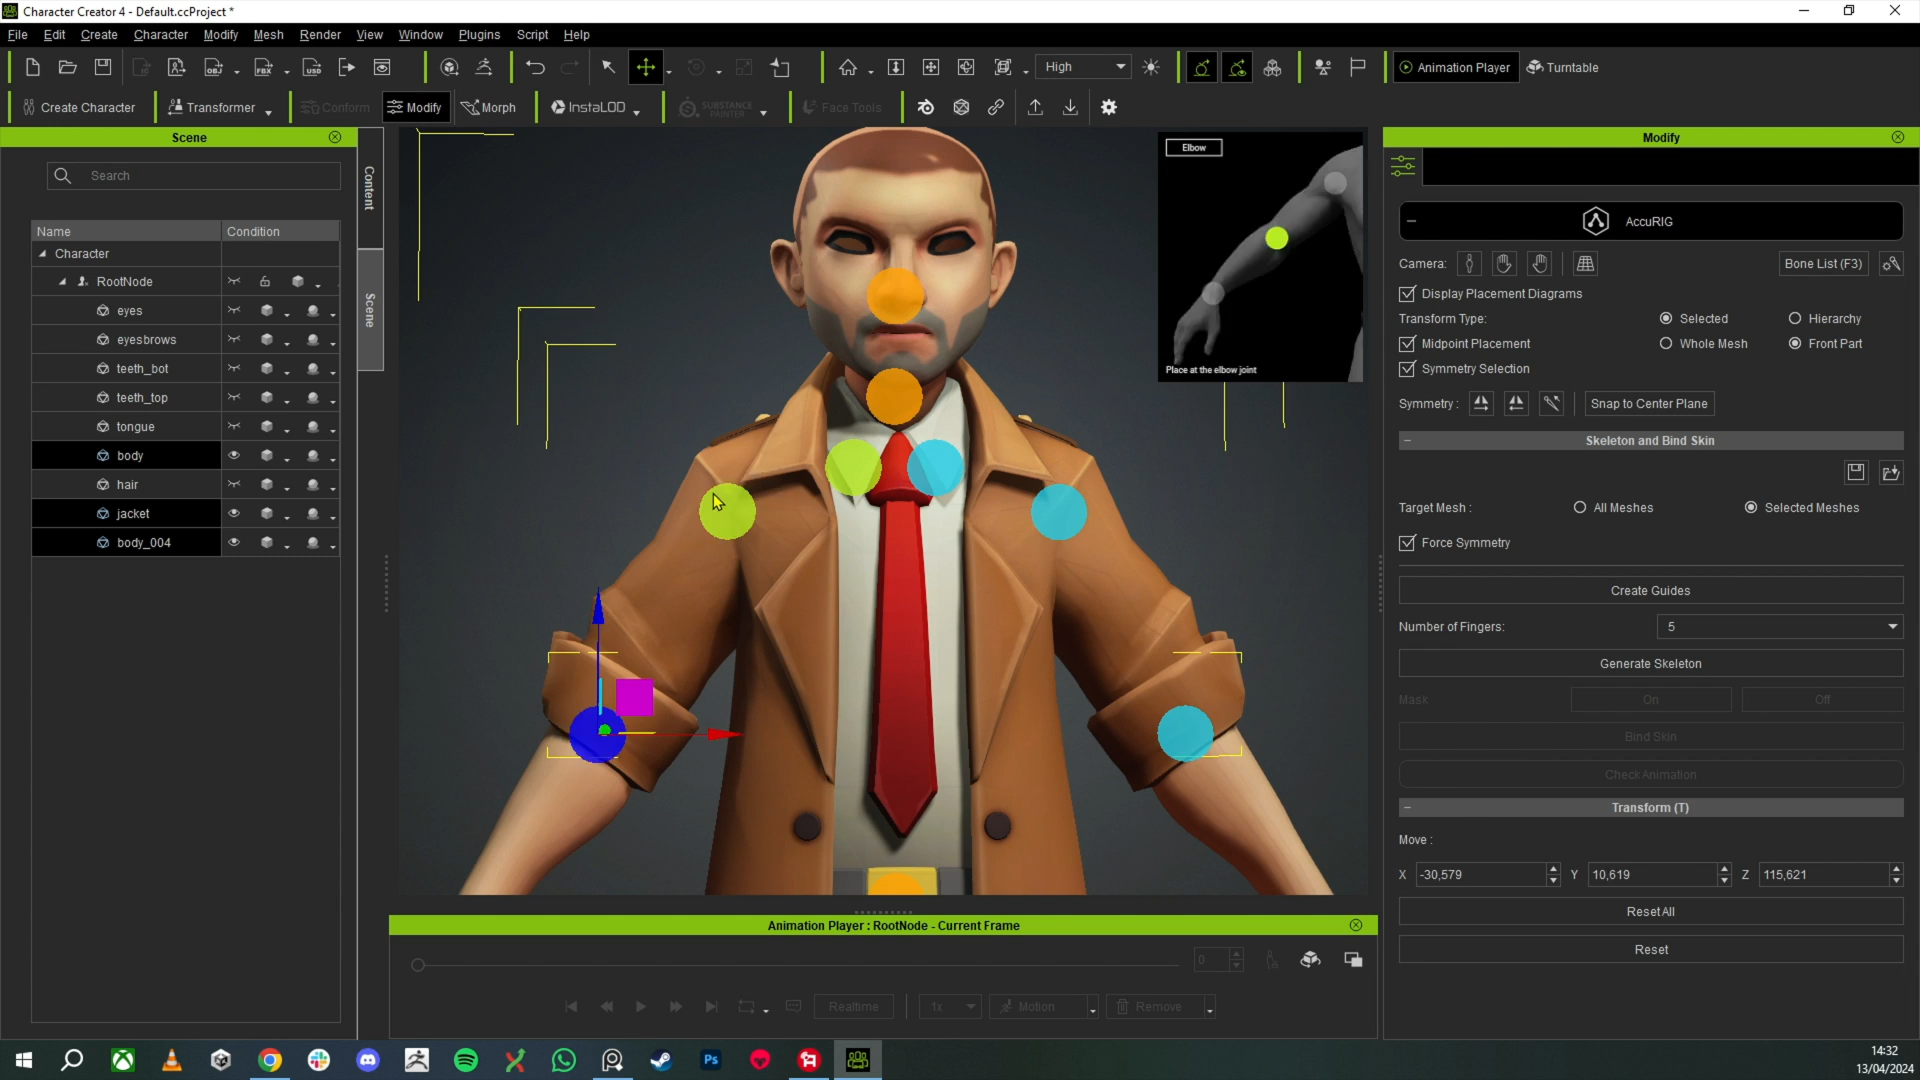 Character Creator 4 - Default.ccProject *
File Edit Create Character Modify Mesh Render View Window Plugins Script Help
OBJ FBX USD High Animation Player Turntable
Create Character Transformer Conform Modify Morph InstaLOD SUBSTANCE PAINTER Face Tools
Scene
Search
Name Condition
Character
RootNode
eyes
eyesbrows
teeth_bot
teeth_top
tongue
body
hair
jacket
body_004
Content
Scene
Elbow
Place at the elbow joint
Modify
AccuRIG
Camera: Bone List (F3)
Display Placement Diagrams
Transform Type: Selected Hierarchy
Midpoint Placement Whole Mesh Front Part
Symmetry Selection
Symmetry : Snap to Center Plane
Skeleton and Bind Skin
Target Mesh : All Meshes Selected Meshes
Force Symmetry
Create Guides
Number of Fingers: 5
Generate Skeleton
Mask On Off
Bind Skin
Check Animation
Transform (T)
Move :
X -30,579 Y 10,619 Z 115,621
Reset All
Reset
Animation Player : RootNode - Current Frame
0
Realtime 1x Motion Remove
Ps
14:32
13/04/2024